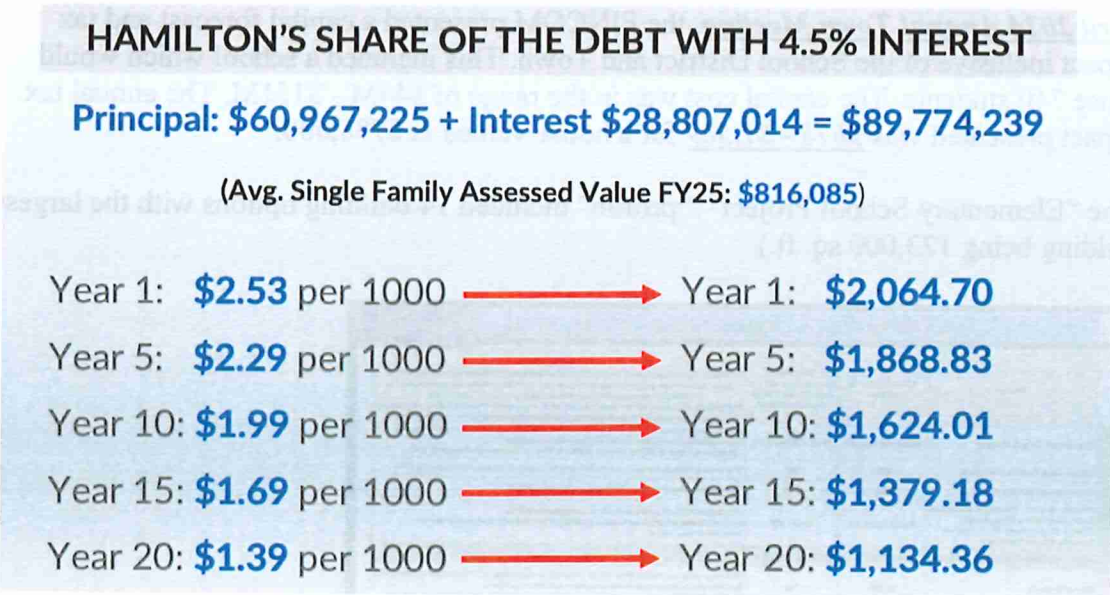 HAMILTON'S SHARE OF THE DEBT WITH 4.5% INTEREST
Principal: $60,967,225 + Interest $28,807,014 = $89,774,239
(Avg. Single Family Assessed Value FY25: $816,085)
Year 1: $2.53 per 1000 Year 1: $2,064.70
Year 5: $2.29 per 1000 Year 5: $1,868.83
Year 10: $1.99 per 1000 Year 10: $1,624.01
Year 15: $1.69 per 1000 Year 15: $1,379.18
Year 20: $1.39 per 1000 Year 20: $1,134.36